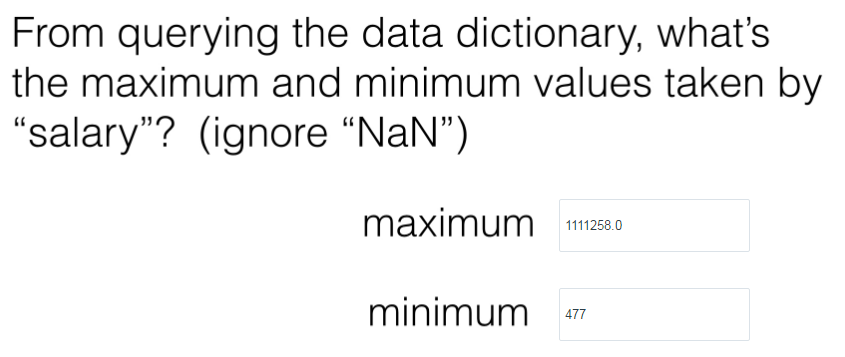 From querying the data dictionary, what’s
the maximum and minimum values taken by
“salary”? (ignore “NaN”)
maximum 1111258.0
minimum 477